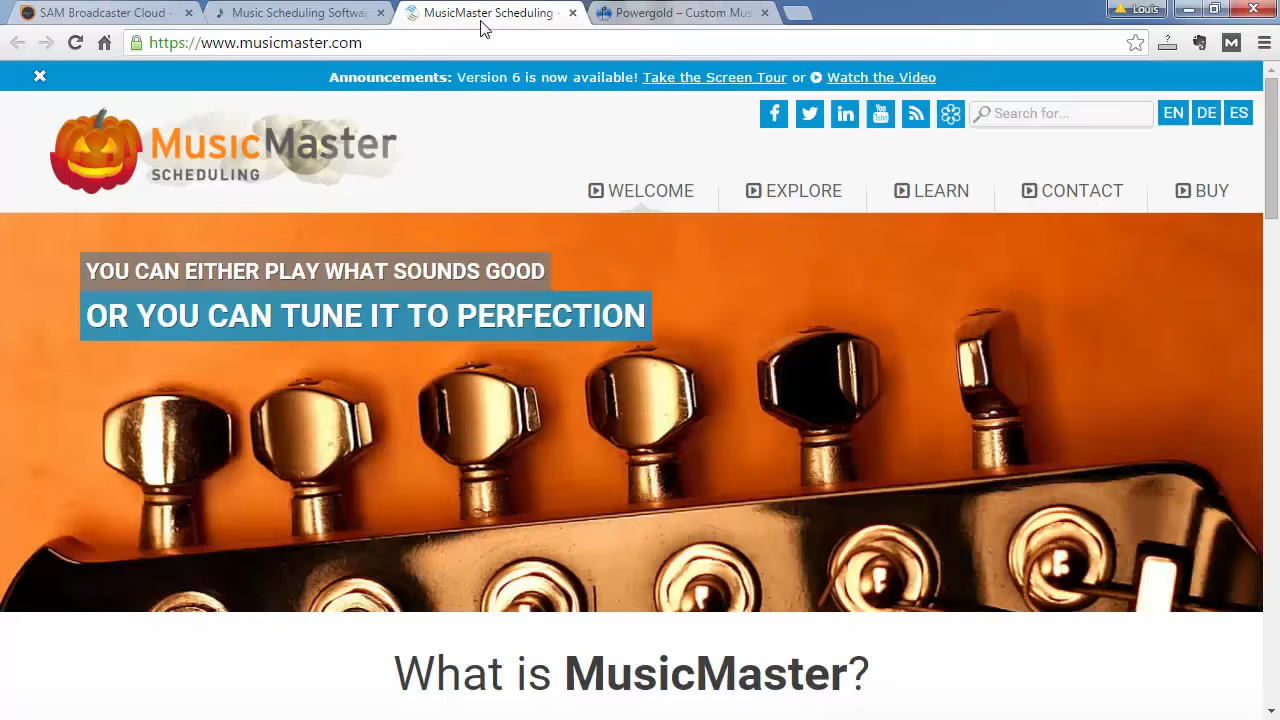 SAM Broadcaster Cloud -
Music Scheduling Softwa
MusicMaster Scheduling -
Powergold – Custom Mus
Louis
https://www.musicmaster.com
Announcements: Version 6 is now available! Take the Screen Tour or Watch the Video
Search for...
EN DE ES
MusicMaster
SCHEDULING
WELCOME
EXPLORE
LEARN
CONTACT
BUY
YOU CAN EITHER PLAY WHAT SOUNDS GOOD
OR YOU CAN TUNE IT TO PERFECTION
What is MusicMaster?